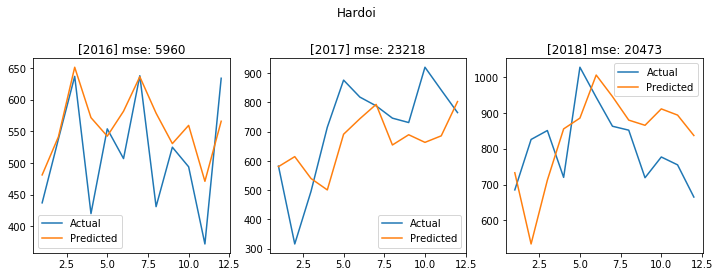 Hardoi
[2016] mse: 5960
650
600
550
500
450
400
2.5 5.0 7.5 10.0 12.5
Actual
Predicted
[2017] mse: 23218
900
800
700
600
500
400
300
2.5 5.0 7.5 10.0 12.5
Actual
Predicted
[2018] mse: 20473
1000
900
800
700
600
2.5 5.0 7.5 10.0 12.5
Actual
Predicted